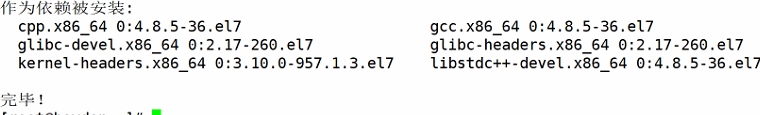 作为依赖被安装:
cpp.x86_64 0:4.8.5-36.el7 gcc.x86_64 0:4.8.5-36.el7
glibc-devel.x86_64 0:2.17-260.el7 glibc-headers.x86_64 0:2.17-260.el7
kernel-headers.x86_64 0:3.10.0-957.1.3.el7 libstdc++-devel.x86_64 0:4.8.5-36.el7
完毕！